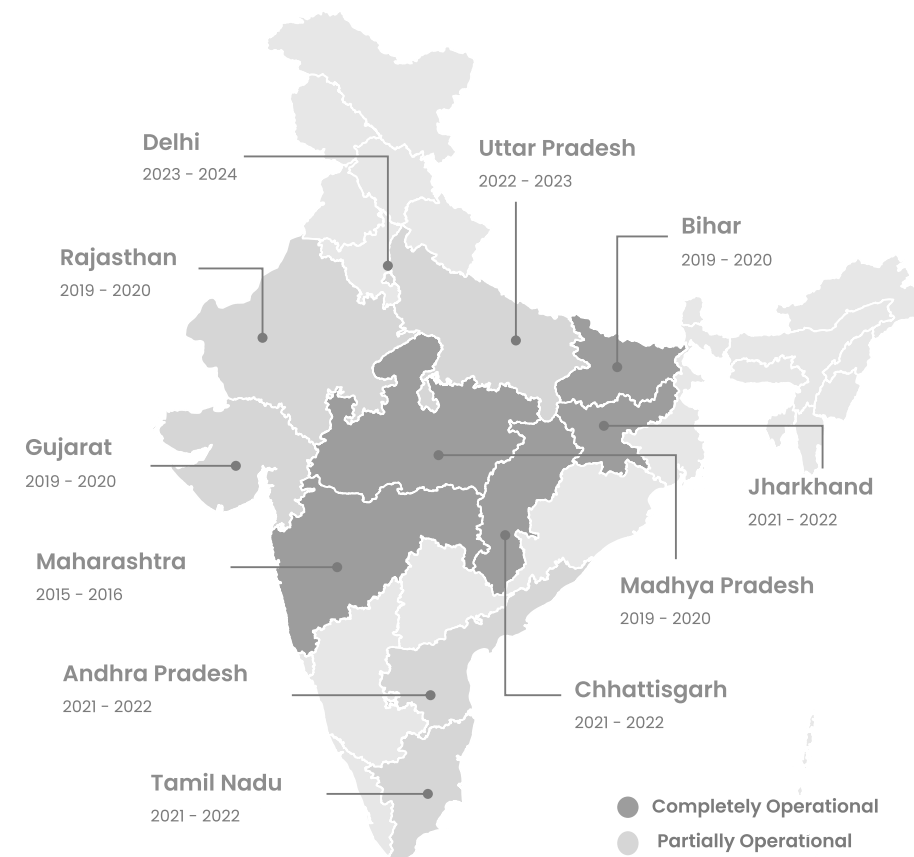 Delhi
2023 - 2024
Uttar Pradesh
2022 - 2023
Bihar
2019 - 2020
Rajasthan
2019 - 2020
Gujarat
2019 - 2020
Jharkhand
2021 - 2022
Maharashtra
2015 - 2016
Madhya Pradesh
2019 - 2020
Andhra Pradesh
2021 - 2022
Chhattisgarh
2021 - 2022
Tamil Nadu
2021 - 2022
Completely Operational
Partially Operational